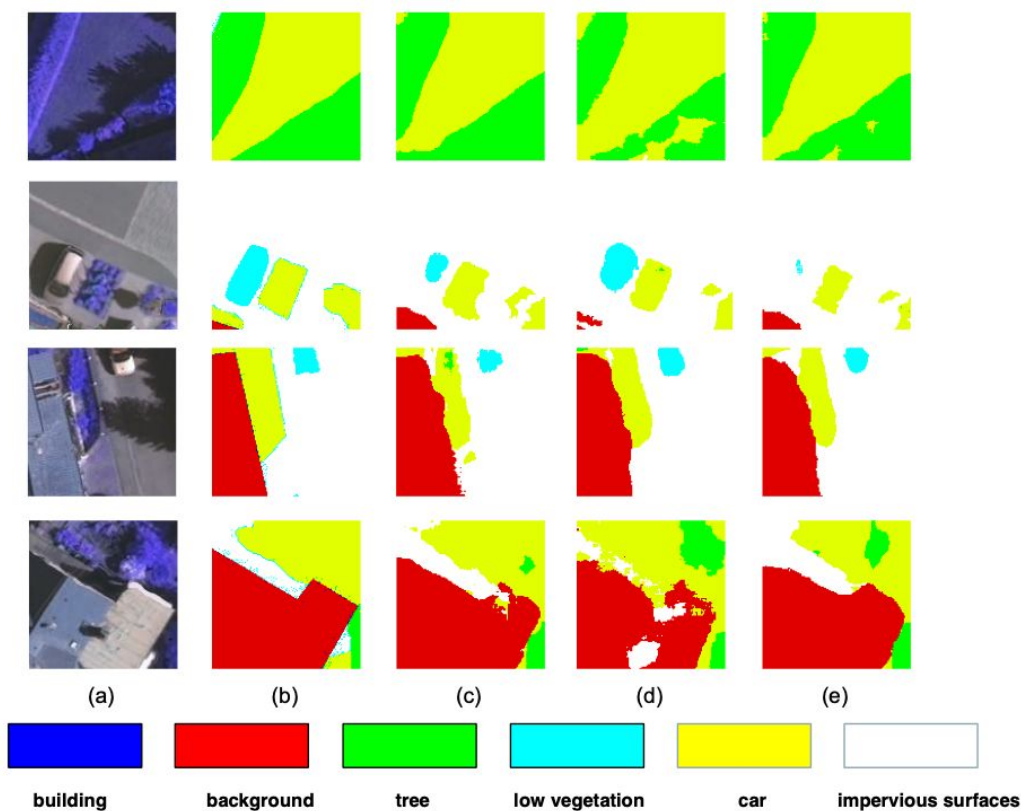 (a) (b) (c) (d) (e)
building background tree low vegetation car impervious surfaces